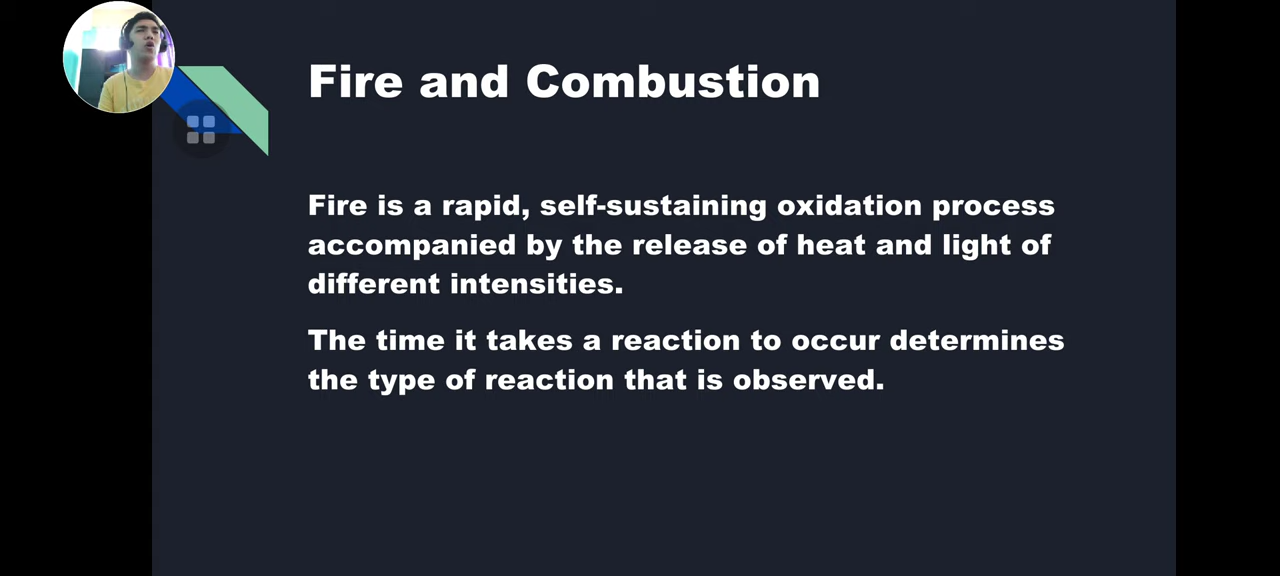 Fire and Combustion
Fire is a rapid, self-sustaining oxidation process
accompanied by the release of heat and light of
different intensities.
The time it takes a reaction to occur determines
the type of reaction that is observed.